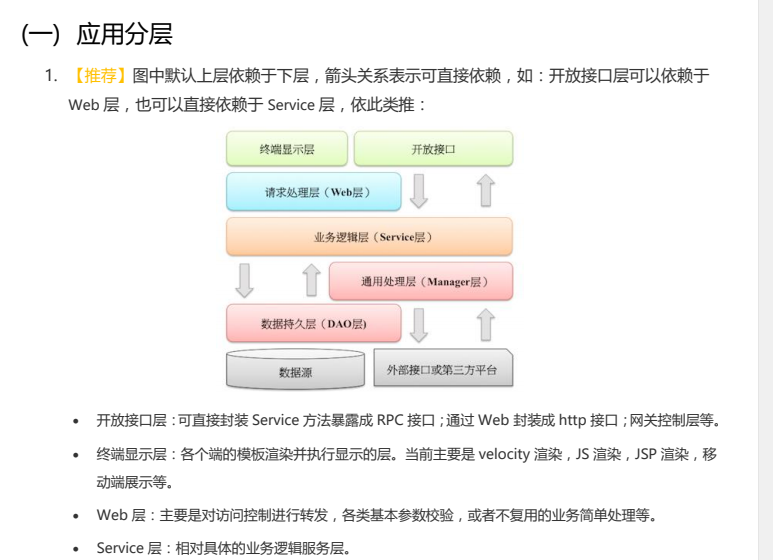 (一) 应用分层
1. 【推荐】图中默认上层依赖于下层，箭头关系表示可直接依赖，如：开放接口层可以依赖于
Web 层，也可以直接依赖于 Service 层，依此类推：
终端显示层 开放接口
请求处理层（Web层）
业务逻辑层（Service层）
通用处理层（Manager层）
数据持久层（DAO层)
数据源 外部接口或第三方平台
• 开放接口层：可直接封装 Service 方法暴露成 RPC 接口；通过 Web 封装成 http 接口；网关控制层等。
• 终端显示层：各个端的模板渲染并执行显示的层。当前主要是 velocity 渲染，JS 渲染，JSP 渲染，移
动端展示等。
• Web 层：主要是对访问控制进行转发，各类基本参数校验，或者不复用的业务简单处理等。
• Service 层：相对具体的业务逻辑服务层。